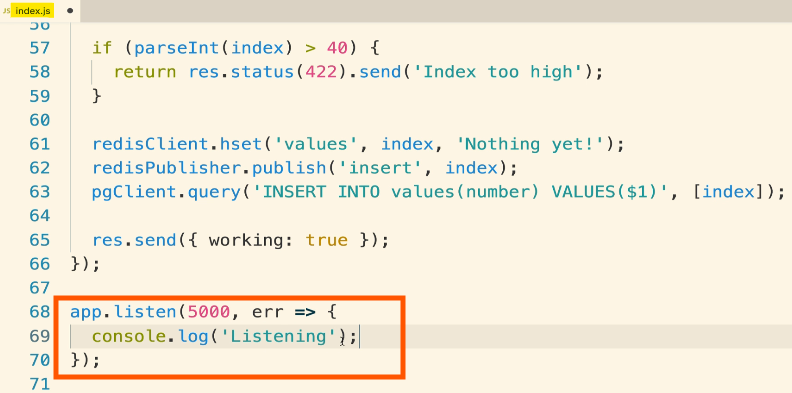 JS index.js ●
56
57 if (parseInt(index) > 40) {
58 return res.status(422).send('Index too high');
59 }
60
61 redisClient.hset('values', index, 'Nothing yet!');
62 redisPublisher.publish('insert', index);
63 pgClient.query('INSERT INTO values(number) VALUES($1)', [index]);
64
65 res.send({ working: true });
66 });
67
68 app.listen(5000, err => {
69 console.log('Listening');
70 });
71